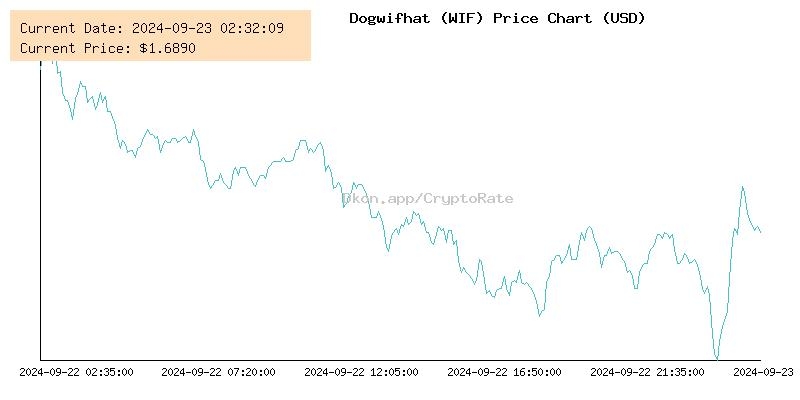 Dogwifhat (WIF) Price Chart (USD)
Current Date: 2024-09-23 02:32:09
Current Price: $1.6890
Dkon.app/CryptoRate
2024-09-22 02:35:00 2024-09-22 07:20:00 2024-09-22 12:05:00 2024-09-22 16:50:00 2024-09-22 21:35:00 2024-09-23